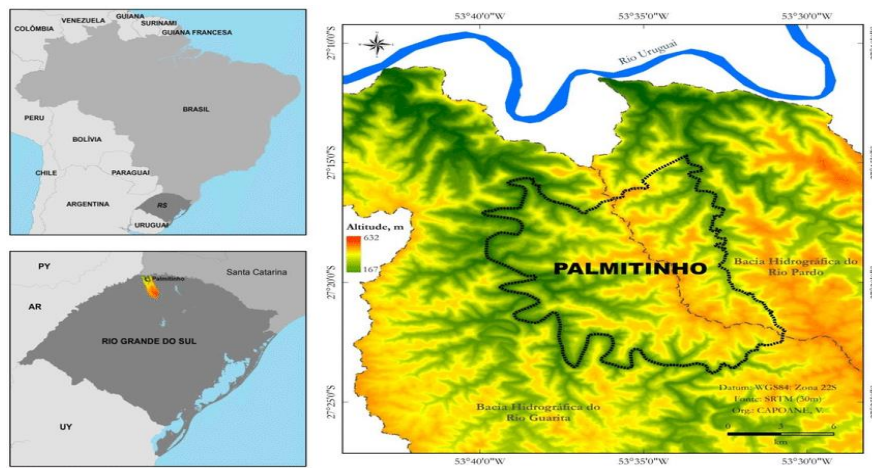 GUIANA
VENEZUELA
SURINAMI
COLÔMBIA
GUIANA FRANCESA
BRASIL
PERU
BOLÍVIA
PARAGUAI
CHILE
ARGENTINA
RS
URUGUAI
PY
Palmitinho
Santa Catarina
AR
RIO GRANDE DO SUL
UY
53°40'0"W
53°35'0"W
53°30'0"W
27°10'0"S
Rio Uruguai
27°15'0"S
Altitude, m
632
167
PALMITINHO
Bacia Hidrográfica do
Rio Pardo
27°20'0"S
27°25'0"S
Bacia Hidrográfica do
Rio Guarita
Datum: WGS84: Zona 22S
Fonte: SRTM (30m)
Org.: CAPOANE, V.
0 3 6
km
53°40'0"W
53°35'0"W
53°30'0"W